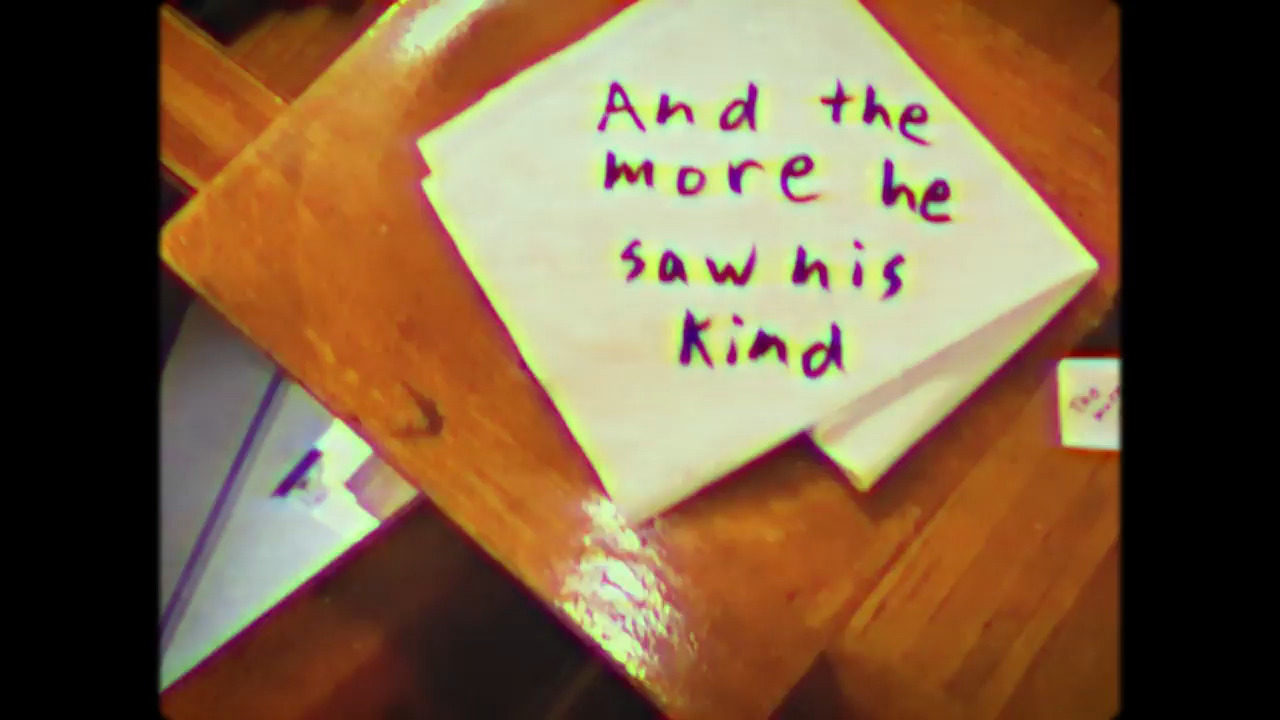 And the
more he
saw his
kind